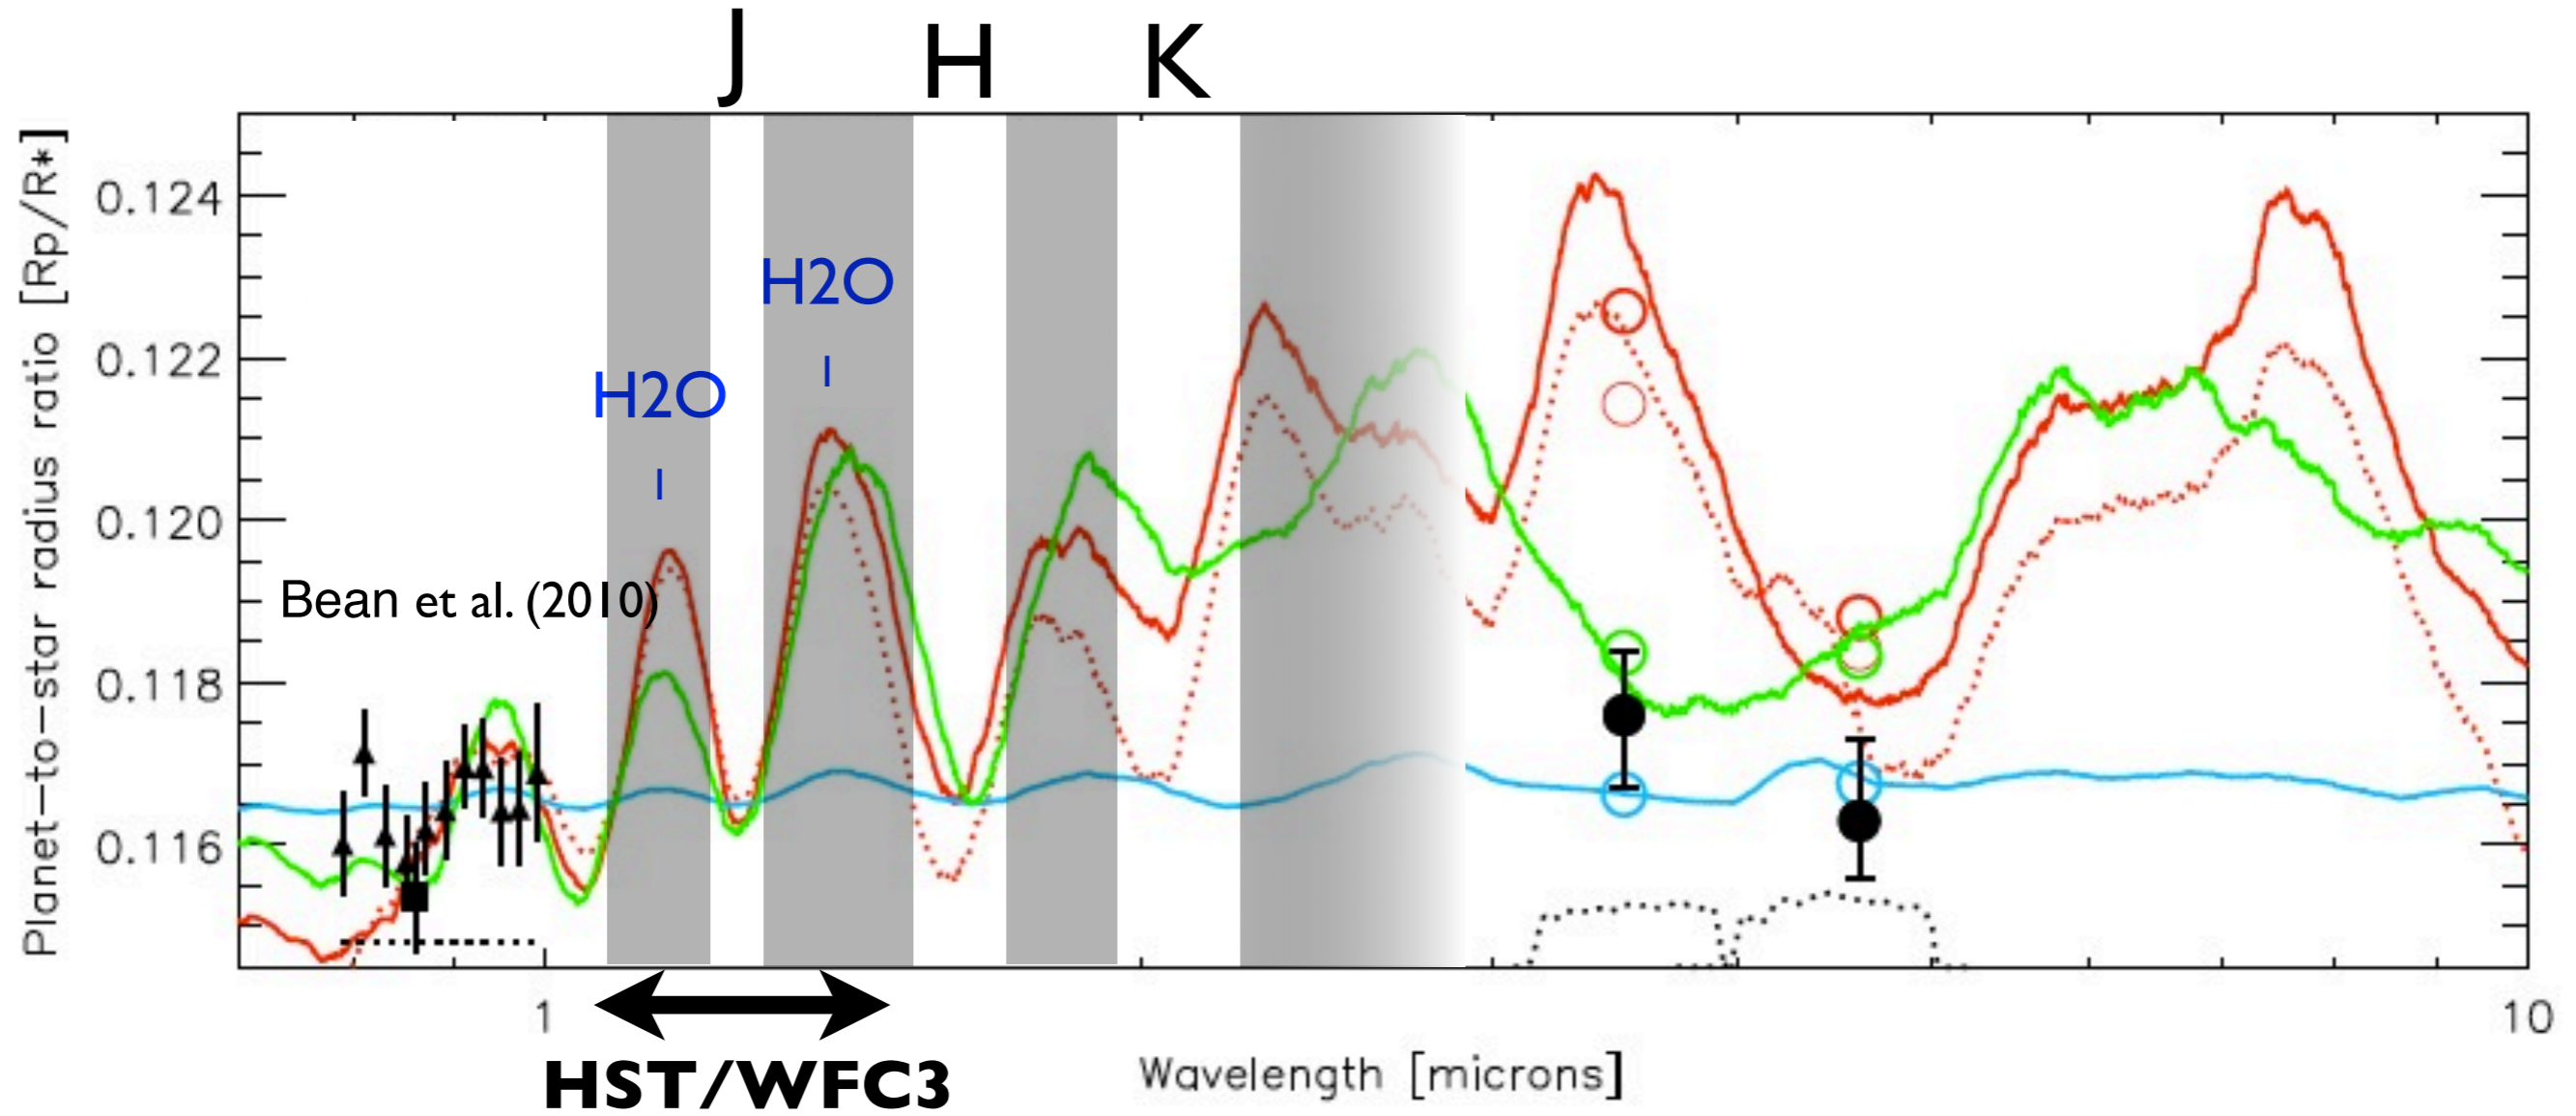 J H K
Planet-to-star radius ratio [Rp/R*]
0.124
0.122
0.120
0.118
0.116
H2O
H2O
Bean et al. (2010)
1 10
HST/WFC3
Wavelength [microns]